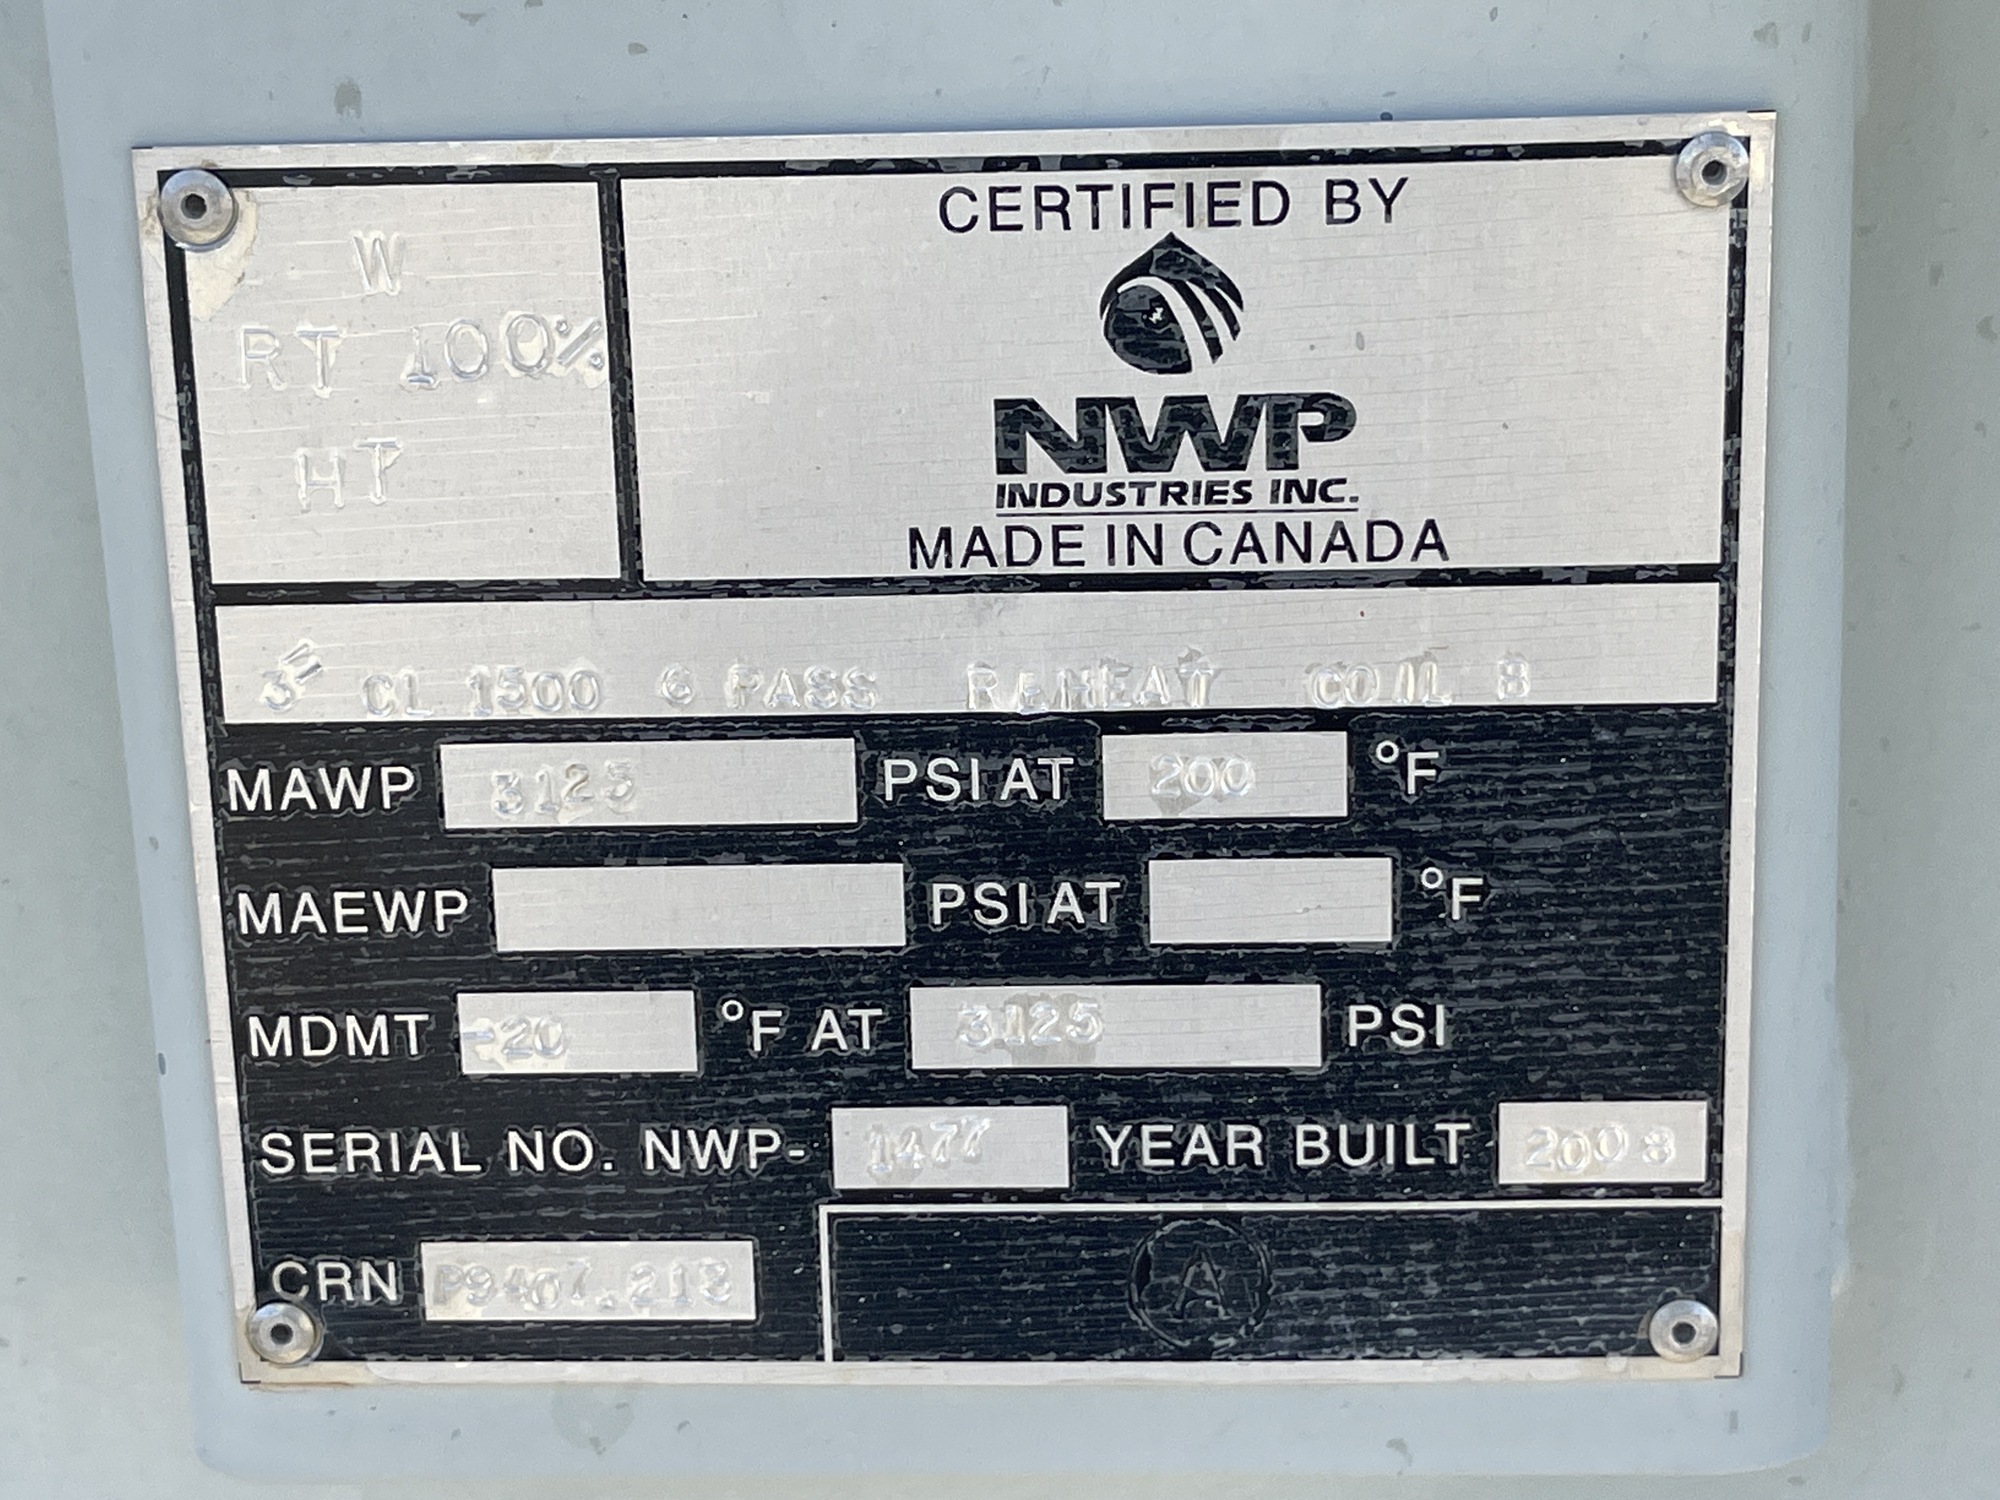 W
RT 100%
HT
CERTIFIED BY
NWP
INDUSTRIES INC.
MADE IN CANADA
3" CL 1500 6 PASS REHEAT COIL B
MAWP 3125 PSI AT 200 °F
MAEWP PSI AT °F
MDMT -20 °F AT 3125 PSI
SERIAL NO. NWP- 1477 YEAR BUILT 2008
CRN P9407.213
A